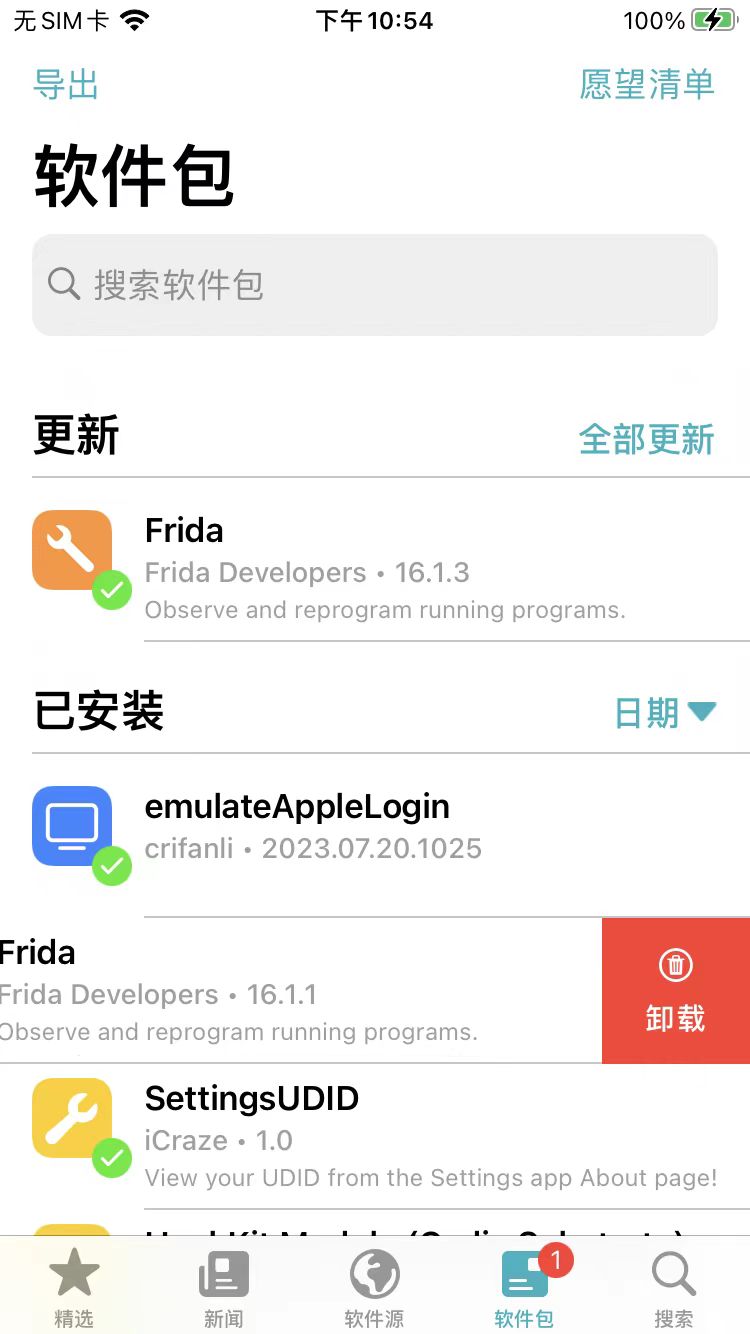 无SIM卡 下午10:54 100%
导出 愿望清单
软件包
搜索软件包
更新 全部更新
Frida
Frida Developers • 16.1.3
Observe and reprogram running programs.
已安装 日期
emulateAppleLogin
crifanli • 2023.07.20.1025
Frida
Frida Developers • 16.1.1
Observe and reprogram running programs.
卸载
SettingsUDID
iCraze • 1.0
View your UDID from the Settings app About page!
1
精选 新闻 软件源 软件包 搜索